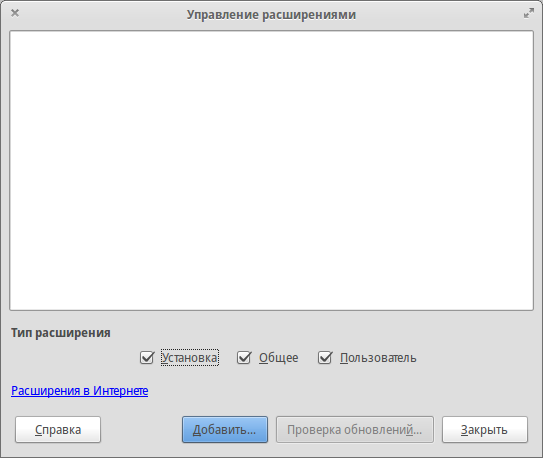 Управление расширениями
Тип расширения
Установка Общее Пользователь
Расширения в Интернете
Справка Добавить... Проверка обновлений... Закрыть